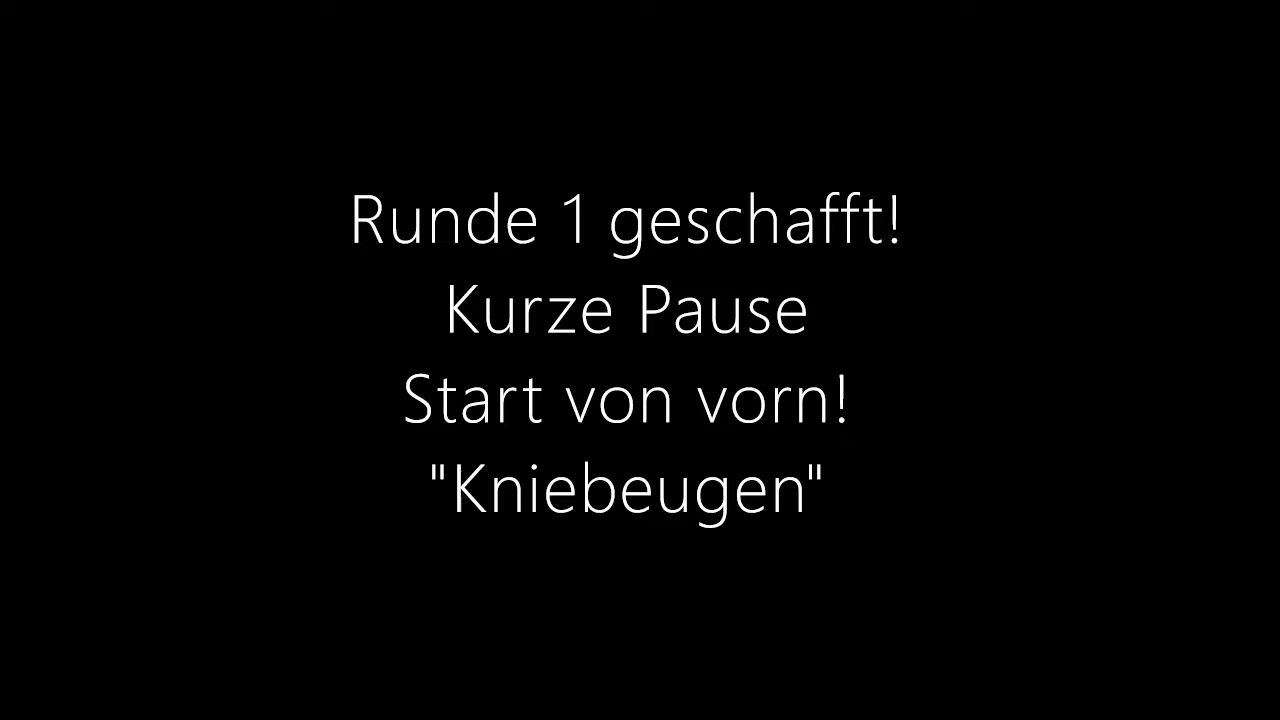 Runde 1 geschafft!
Kurze Pause
Start von vorn!
"Kniebeugen"